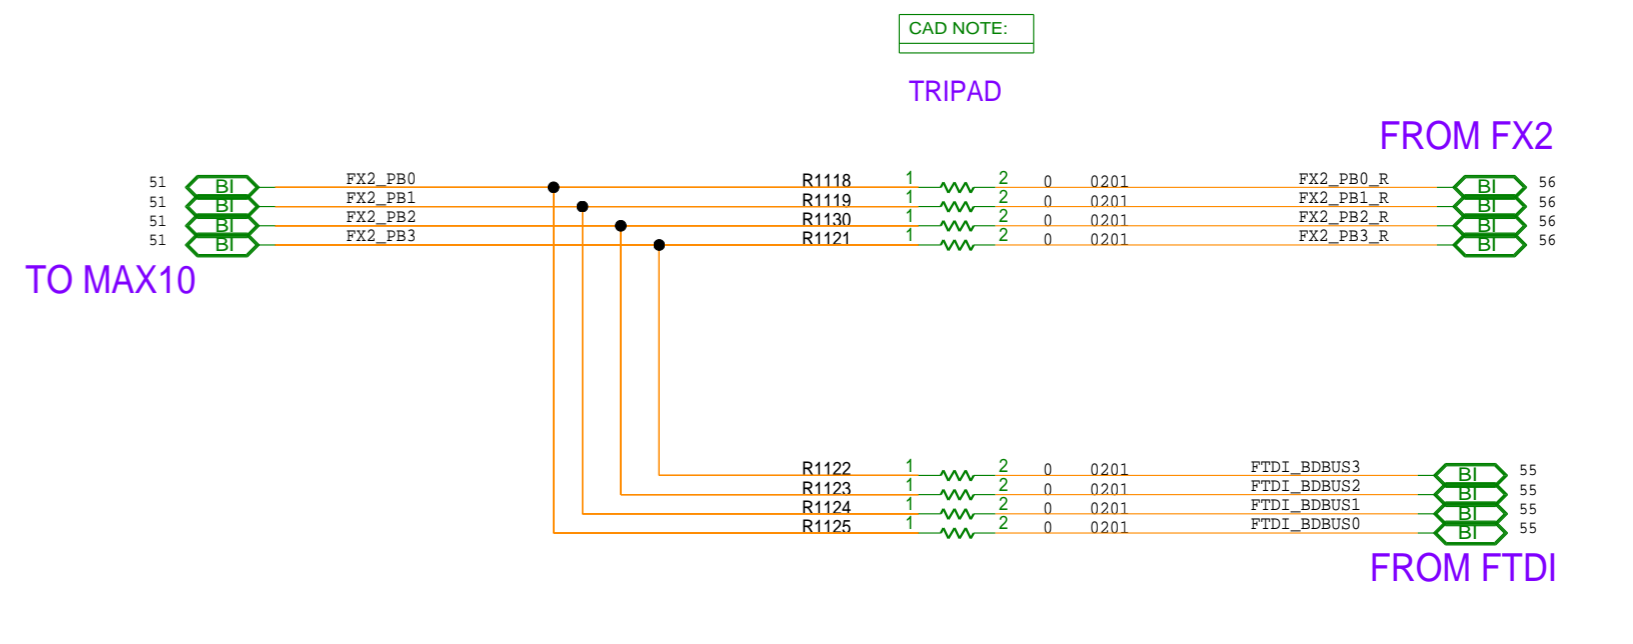 CAD NOTE:
TRIPAD
FROM FX2
51 BI FX2_PB0 R1118 1 2 0 0201 FX2_PB0_R BI 56
51 BI FX2_PB1 R1119 1 2 0 0201 FX2_PB1_R BI 56
51 BI FX2_PB2 R1130 1 2 0 0201 FX2_PB2_R BI 56
51 BI FX2_PB3 R1121 1 2 0 0201 FX2_PB3_R BI 56
TO MAX10
R1122 1 2 0 0201 FTDI_BDBUS3 BI 55
R1123 1 2 0 0201 FTDI_BDBUS2 BI 55
R1124 1 2 0 0201 FTDI_BDBUS1 BI 55
R1125 1 2 0 0201 FTDI_BDBUS0 BI 55
FROM FTDI